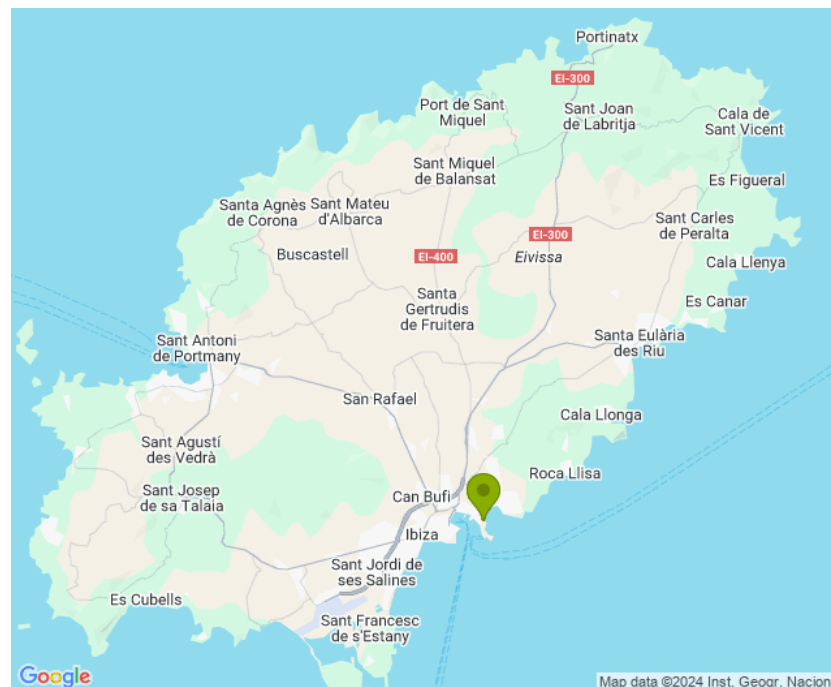 Portinatx
EI-300
Port de Sant
Miquel
Sant Joan
de Labritja
Cala de
Sant Vicent
Sant Miquel
de Balansat
Es Figueral
Santa Agnès
de Corona
Sant Mateu
d'Albarca
Sant Carles
de Peralta
EI-300
Buscastell
EI-400
Eivissa
Cala Llenya
Santa
Gertrudis
de Fruitera
Es Canar
Sant Antoni
de Portmany
Santa Eulària
des Riu
San Rafael
Cala Llonga
Sant Agustí
des Vedrà
Roca Llisa
Sant Josep
de sa Talaia
Can Bufi
Ibiza
Sant Jordi de
ses Salines
Es Cubells
Sant Francesc
de s'Estany
Google
Map data ©2024 Inst. Geogr. Nacion